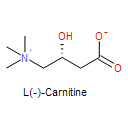 OH
O⁻
N⁺
O
L(-)-Carnitine